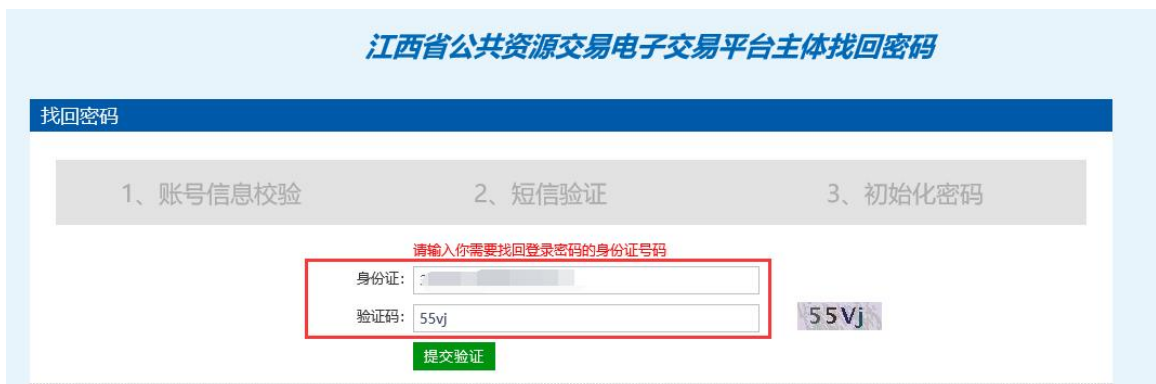 江西省公共资源交易电子交易平台主体找回密码
找回密码
1、账号信息校验 2、短信验证 3、初始化密码
请输入你需要找回登录密码的身份证号码
身份证:
验证码: 55vj 55Vj
提交验证